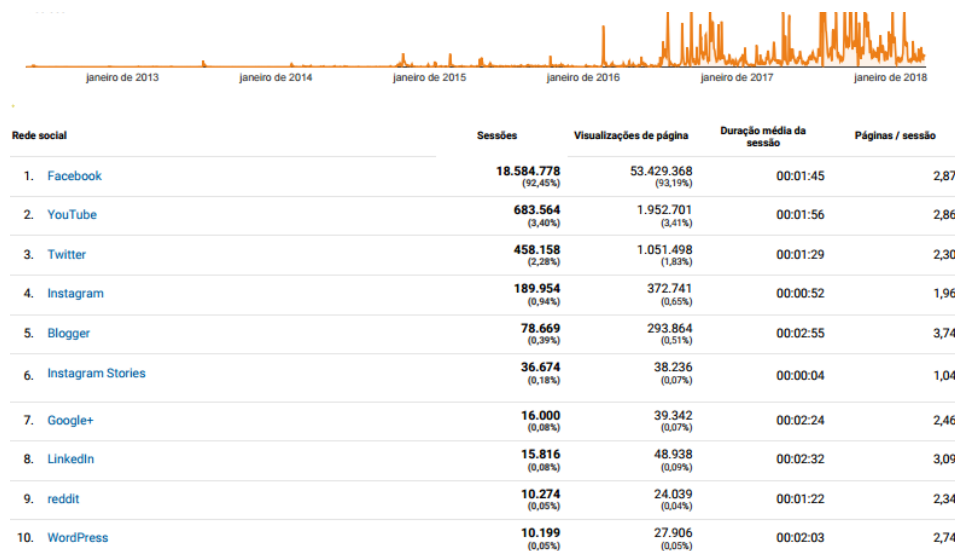 janeiro de 2013 janeiro de 2014 janeiro de 2015 janeiro de 2016 janeiro de 2017 janeiro de 2018
Rede social Sessões Visualizações de página Duração média da sessão Páginas / sessão
1. Facebook 18.584.778 (92,45%) 53.429.368 (93,19%) 00:01:45 2,87
2. YouTube 683.564 (3,40%) 1.952.701 (3,41%) 00:01:56 2,86
3. Twitter 458.158 (2,28%) 1.051.498 (1,83%) 00:01:29 2,30
4. Instagram 189.954 (0,94%) 372.741 (0,65%) 00:00:52 1,96
5. Blogger 78.669 (0,39%) 293.864 (0,51%) 00:02:55 3,74
6. Instagram Stories 36.674 (0,18%) 38.236 (0,07%) 00:00:04 1,04
7. Google+ 16.000 (0,08%) 39.342 (0,07%) 00:02:24 2,46
8. LinkedIn 15.816 (0,08%) 48.938 (0,09%) 00:02:32 3,09
9. reddit 10.274 (0,05%) 24.039 (0,04%) 00:01:22 2,34
10. WordPress 10.199 (0,05%) 27.906 (0,05%) 00:02:03 2,74